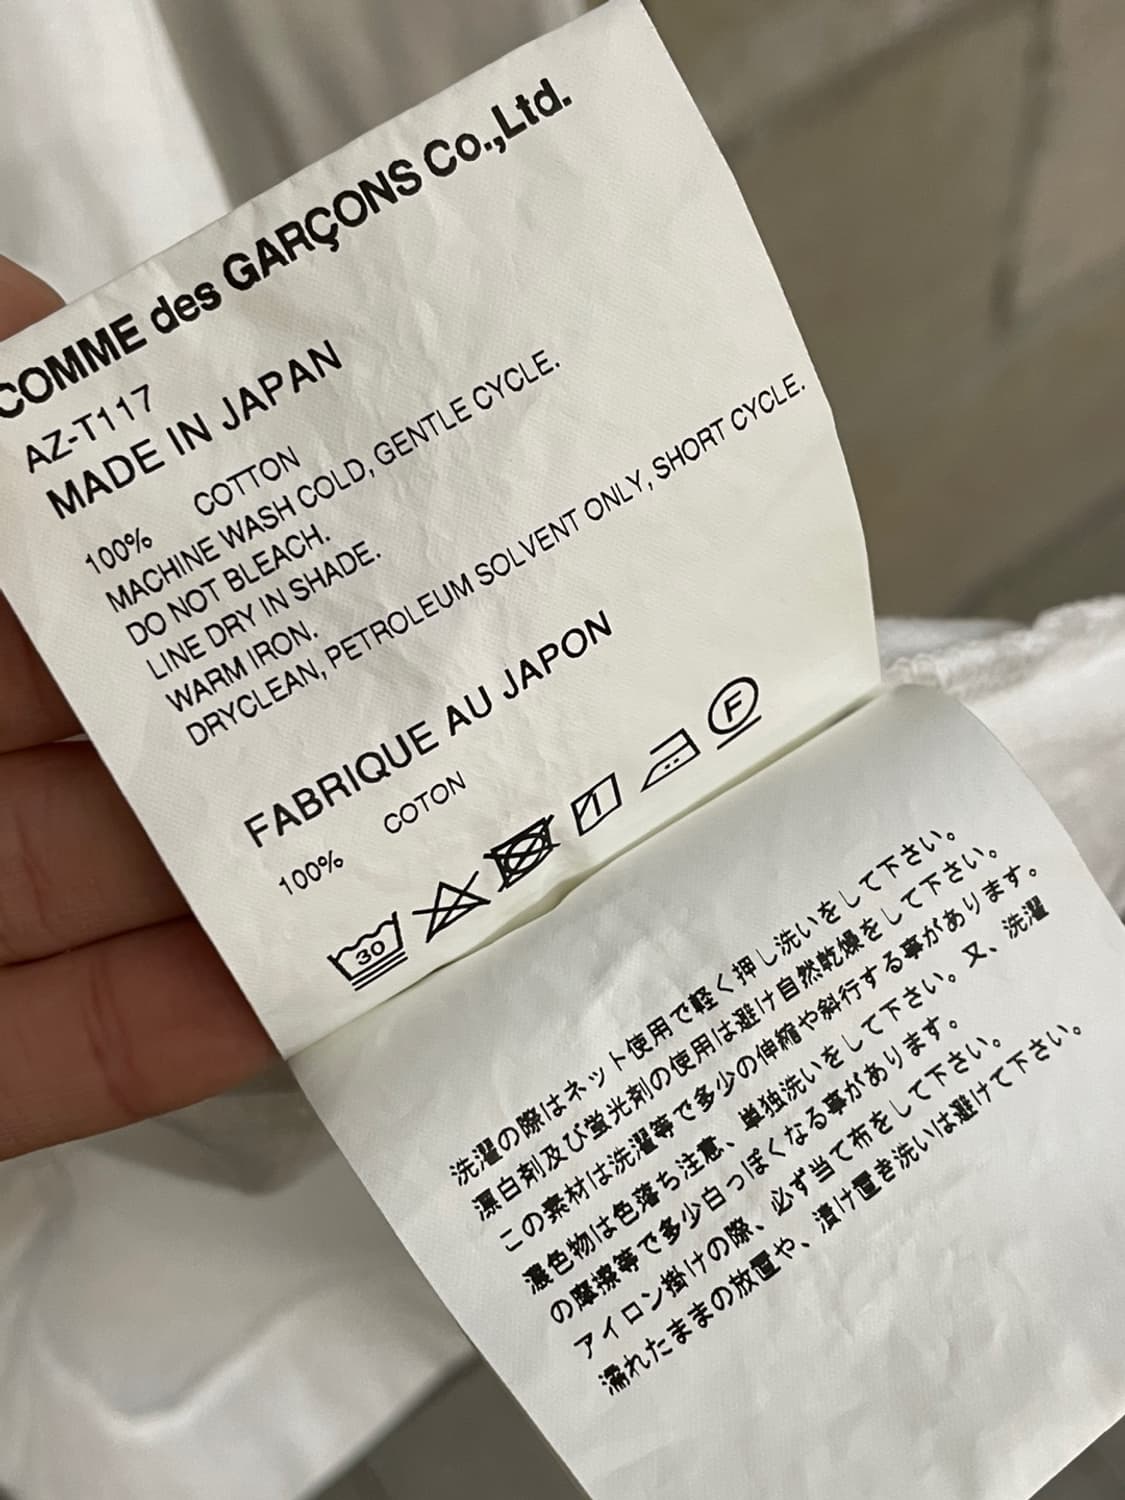 COMME des GARÇONS Co.,Ltd.
AZ-T117
MADE IN JAPAN
100% COTTON
MACHINE WASH COLD, GENTLE CYCLE.
DO NOT BLEACH.
LINE DRY IN SHADE.
WARM IRON.
DRYCLEAN, PETROLEUM SOLVENT ONLY, SHORT CYCLE.
FABRIQUE AU JAPON
100% COTON
30
F
洗濯の際はネット使用で軽く押し洗いをして下さい。
漂白剤及び蛍光剤の使用は避け自然乾燥をして下さい。
この素材は洗濯等で多少の伸縮や斜行する事があります。
濃色物は色落ち注意、単独洗いをして下さい。又、洗濯
の摩擦等で多少白っぽくなる事があります。
アイロン掛けの際、必ず当て布をして下さい。
濡れたままの放置や、漬け置き洗いは避けて下さい。